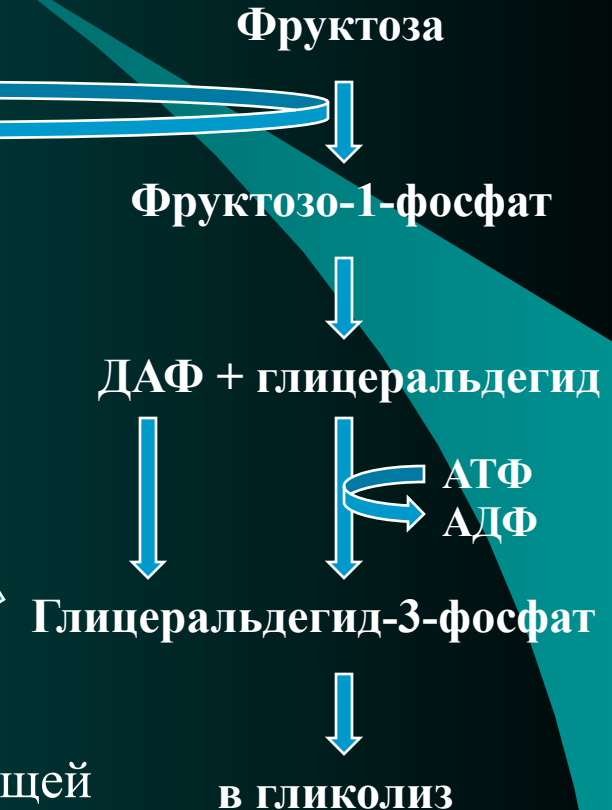 Фруктоза
Фруктозо-1-фосфат
ДАФ + глицеральдегид
АТФ
АДФ
Глицеральдегид-3-фосфат
щей
в гликолиз